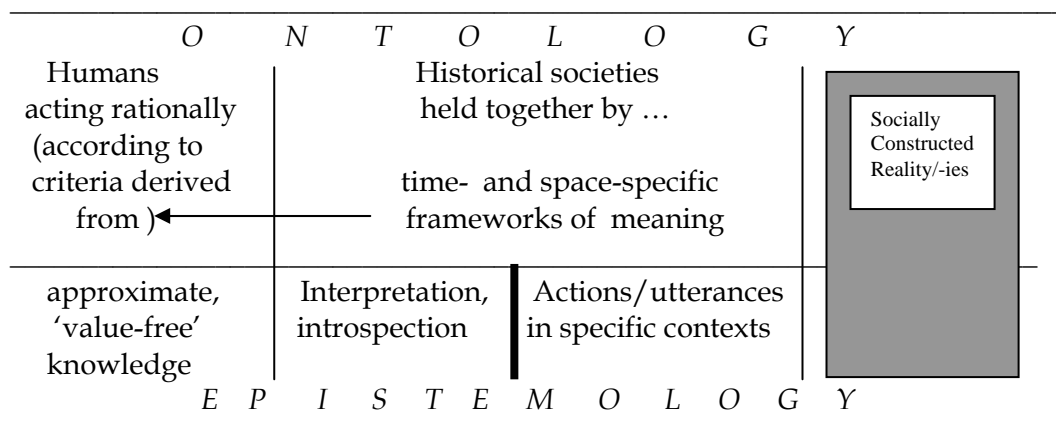 O N T O L O G Y
Humans
acting rationally
(according to
criteria derived
from )
Historical societies
held together by …
time- and space-specific
frameworks of meaning
Socially
Constructed
Reality/-ies
approximate,
‘value-free’
knowledge
Interpretation,
introspection
Actions/utterances
in specific contexts
E P I S T E M O L O G Y